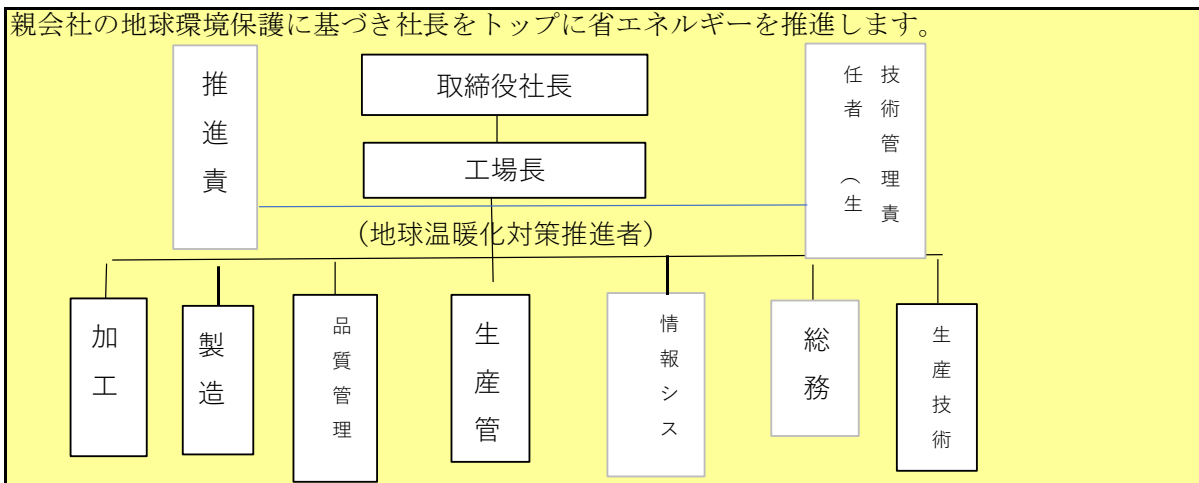 親会社の地球環境保護に基づき社長をトップに省エネルギーを推進します。
推進責
取締役社長
技術管理責
任者（生
工場長
（地球温暖化対策推進者）
加工
製造
品質管理
生産管
情報シス
総務
生産技術